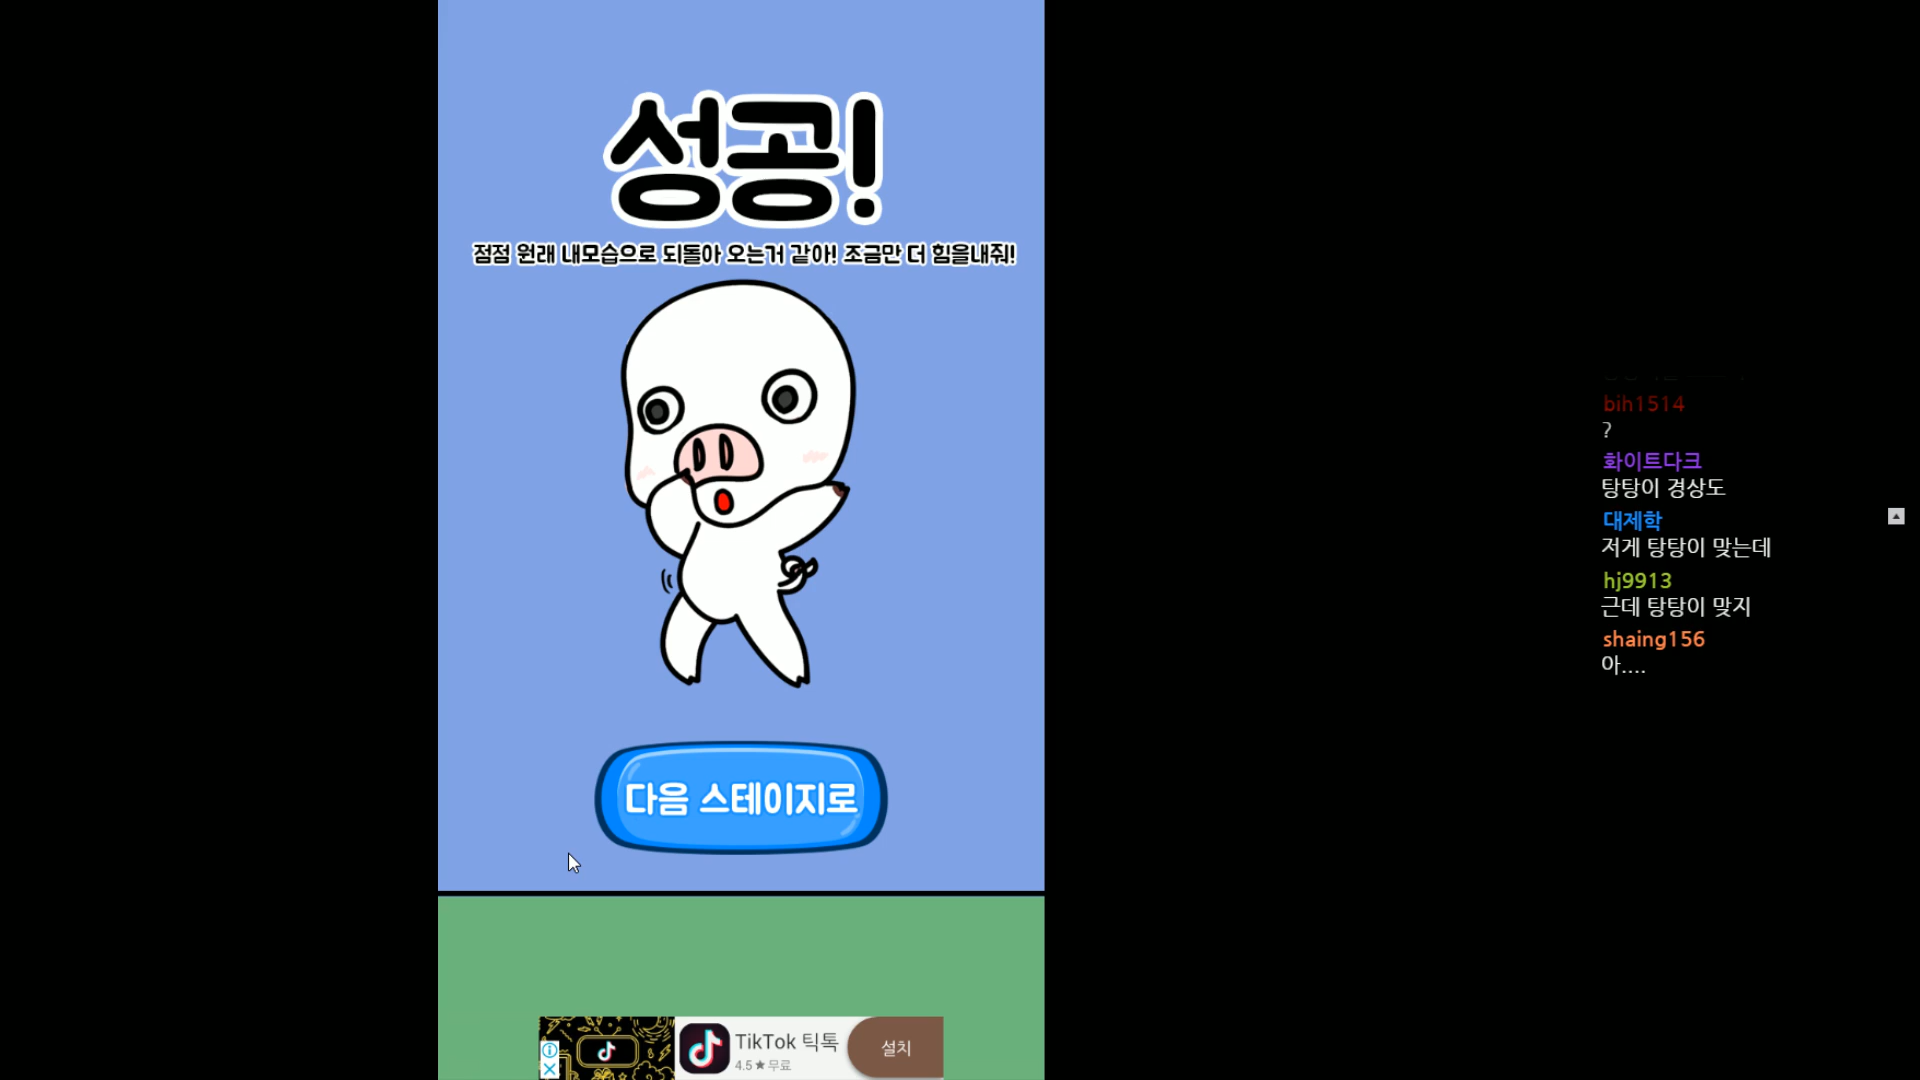 성공!
점점 원래 내모습으로 되돌아 오는거 같아! 조금만 더 힘을내줘!
다음 스테이지로
TikTok 틱톡
4.5★무료
설치
bih1514
?
화이트다크
탕탕이 경상도
대제학
저게 탕탕이 맞는데
hj9913
근데 탕탕이 맞지
shaing156
아....